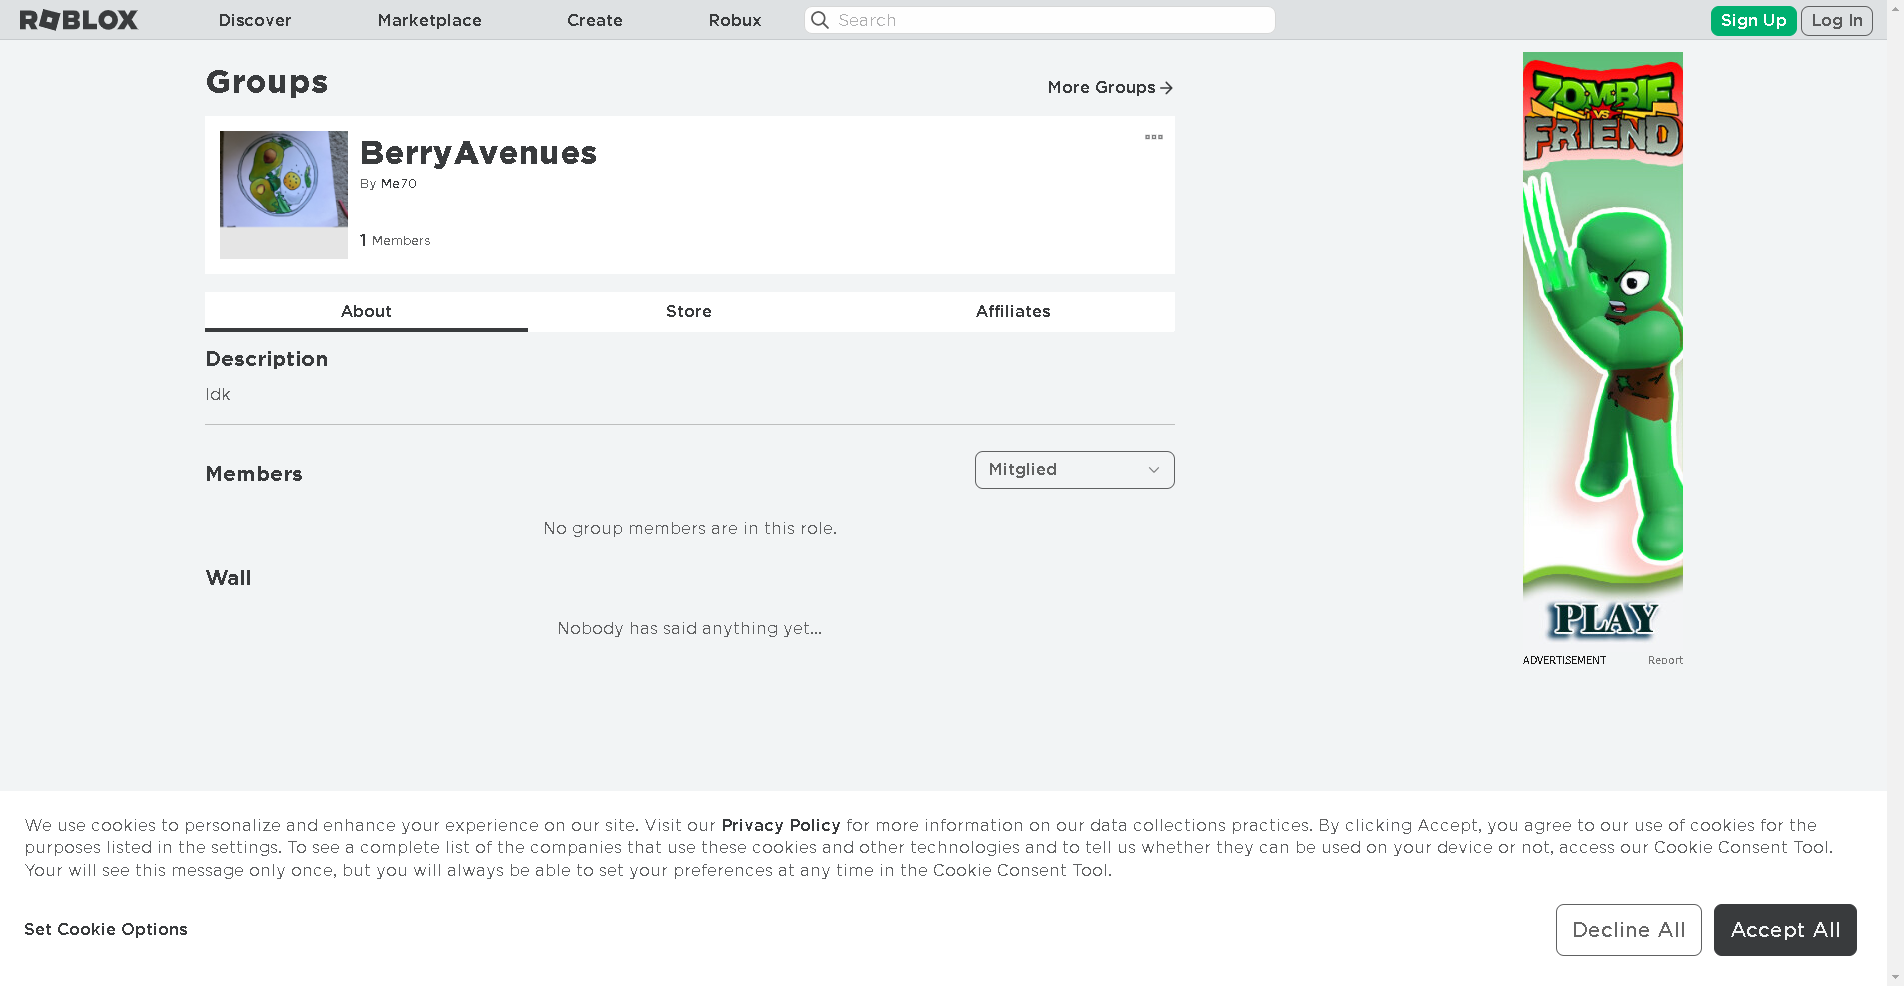 ROBLOX
Discover
Marketplace
Create
Robux
Search
Sign Up
Log In
Groups
More Groups
BerryAvenues
By Me70
1 Members
About
Store
Affiliates
Description
Idk
Members
Mitglied
No group members are in this role.
Wall
Nobody has said anything yet...
ZOMBIE
VS
FRIEND
PLAY
ADVERTISEMENT
Report
We use cookies to personalize and enhance your experience on our site. Visit our Privacy Policy for more information on our data collections practices. By clicking Accept, you agree to our use of cookies for the
purposes listed in the settings. To see a complete list of the companies that use these cookies and other technologies and to tell us whether they can be used on your device or not, access our Cookie Consent Tool.
Your will see this message only once, but you will always be able to set your preferences at any time in the Cookie Consent Tool.
Set Cookie Options
Decline All
Accept All